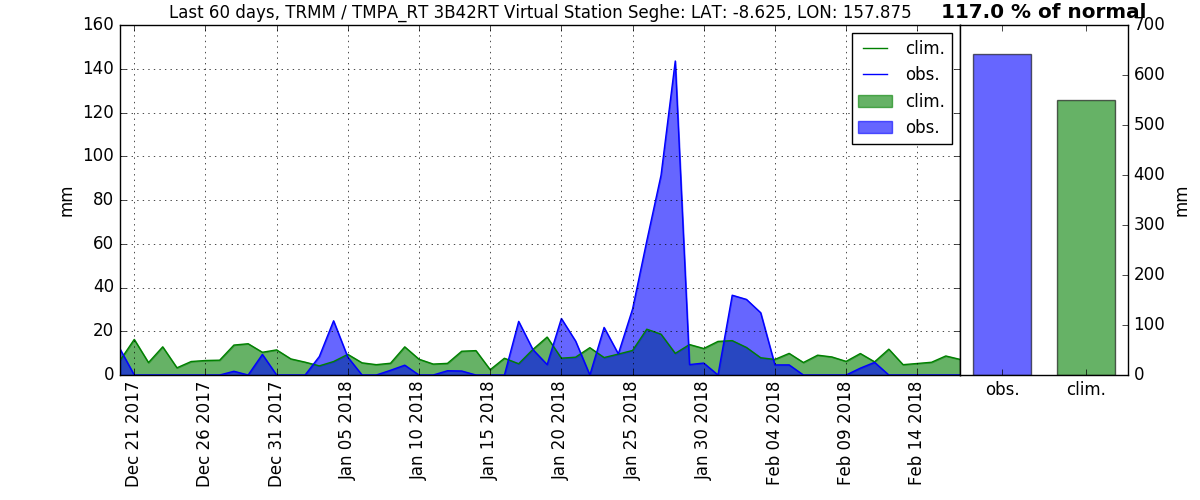 Last 60 days, TRMM / TMPA_RT 3B42RT Virtual Station Seghe: LAT: -8.625, LON: 157.875
117.0 % of normal
160
140
120
100
80
60
40
20
0
mm
clim.
obs.
clim.
obs.
Dec 21 2017
Dec 26 2017
Dec 31 2017
Jan 05 2018
Jan 10 2018
Jan 15 2018
Jan 20 2018
Jan 25 2018
Jan 30 2018
Feb 04 2018
Feb 09 2018
Feb 14 2018
700
600
500
400
300
200
100
0
mm
obs.
clim.